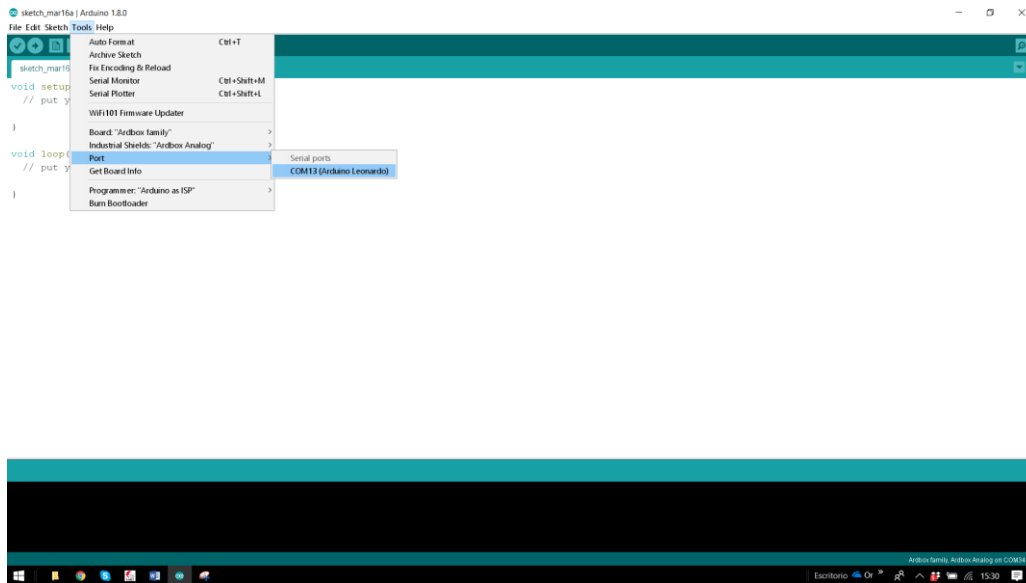 sketch_mar16a | Arduino 1.8.0
File Edit Sketch Tools Help
sketch_mar16
Auto Format Ctrl+T
Archive Sketch
Fix Encoding & Reload
Serial Monitor Ctrl+Shift+M
Serial Plotter Ctrl+Shift+L
WiFi101 Firmware Updater
Board: "Ardbox family"
Industrial Shields: "Ardbox Analog"
Port
Get Board Info
Programmer: "Arduino as ISP"
Burn Bootloader
Serial ports
COM13 (Arduino Leonardo)
void setup
// put y
}
void loop(
// put y
}
Ardbox family, Ardbox Analog on COM34
Escritorio Or » 15:30